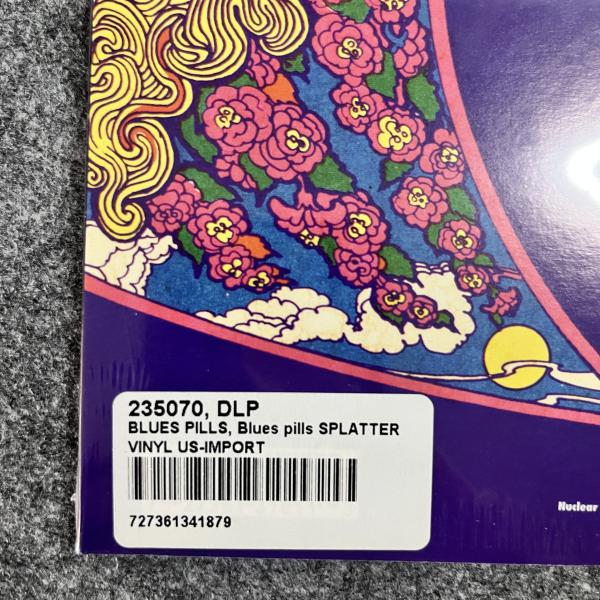 235070, DLP
BLUES PILLS, Blues pills SPLATTER
VINYL US-IMPORT
727361341879
Nuclear